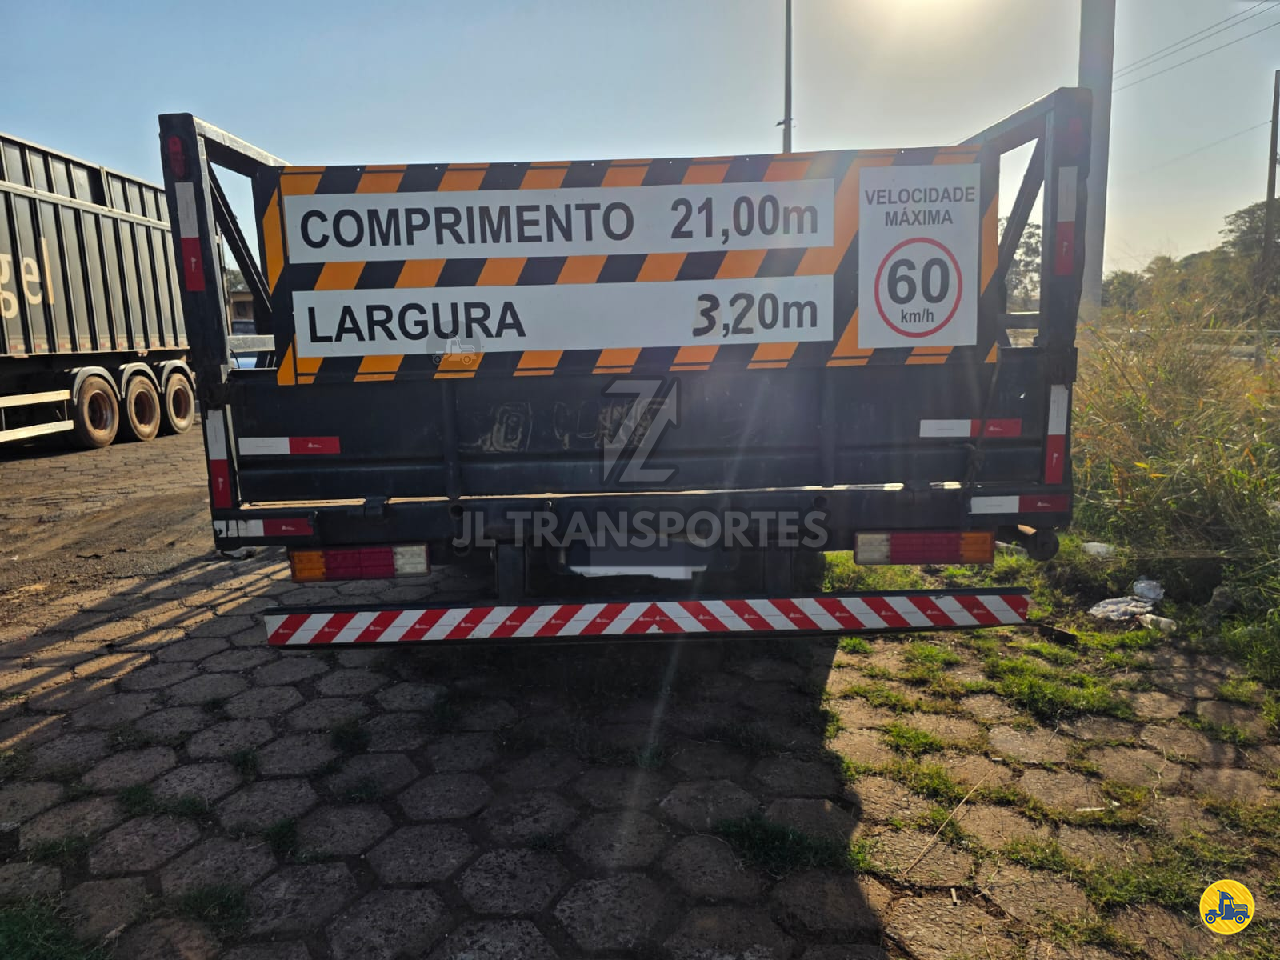 COMPRIMENTO 21,00m
LARGURA 3,20m
VELOCIDADE
MÁXIMA
60
km/h
gel
JL TRANSPORTES